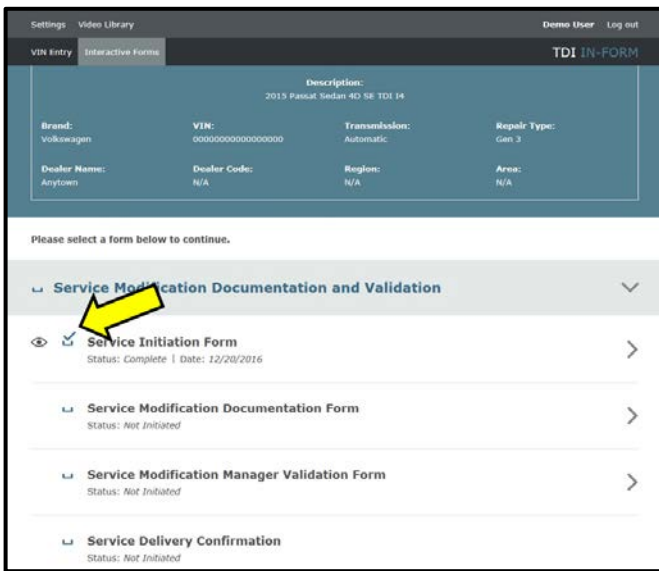 Settings Video Library Demo User Log out
VIN Entry Interactive Forms TDI IN-FORM
Description:
2015 Passat Sedan 4D SE TDI I4
Brand: VIN: Transmission: Repair Type:
Volkswagen 00000000000000000 Automatic Gen 3
Dealer Name: Dealer Code: Region: Area:
Anytown N/A N/A N/A
Please select a form below to continue.
Service Modification Documentation and Validation
Service Initiation Form
Status: Complete | Date: 12/20/2016
Service Modification Documentation Form
Status: Not Initiated
Service Modification Manager Validation Form
Status: Not Initiated
Service Delivery Confirmation
Status: Not Initiated